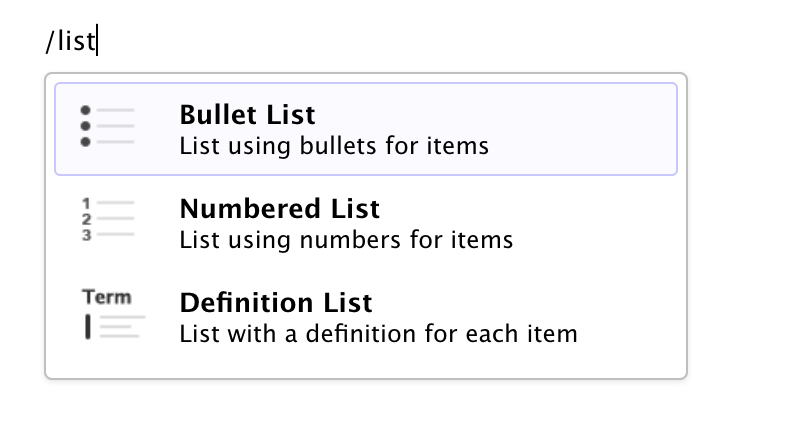 /list
Bullet List
List using bullets for items
1
2
3
Numbered List
List using numbers for items
Term
Definition List
List with a definition for each item